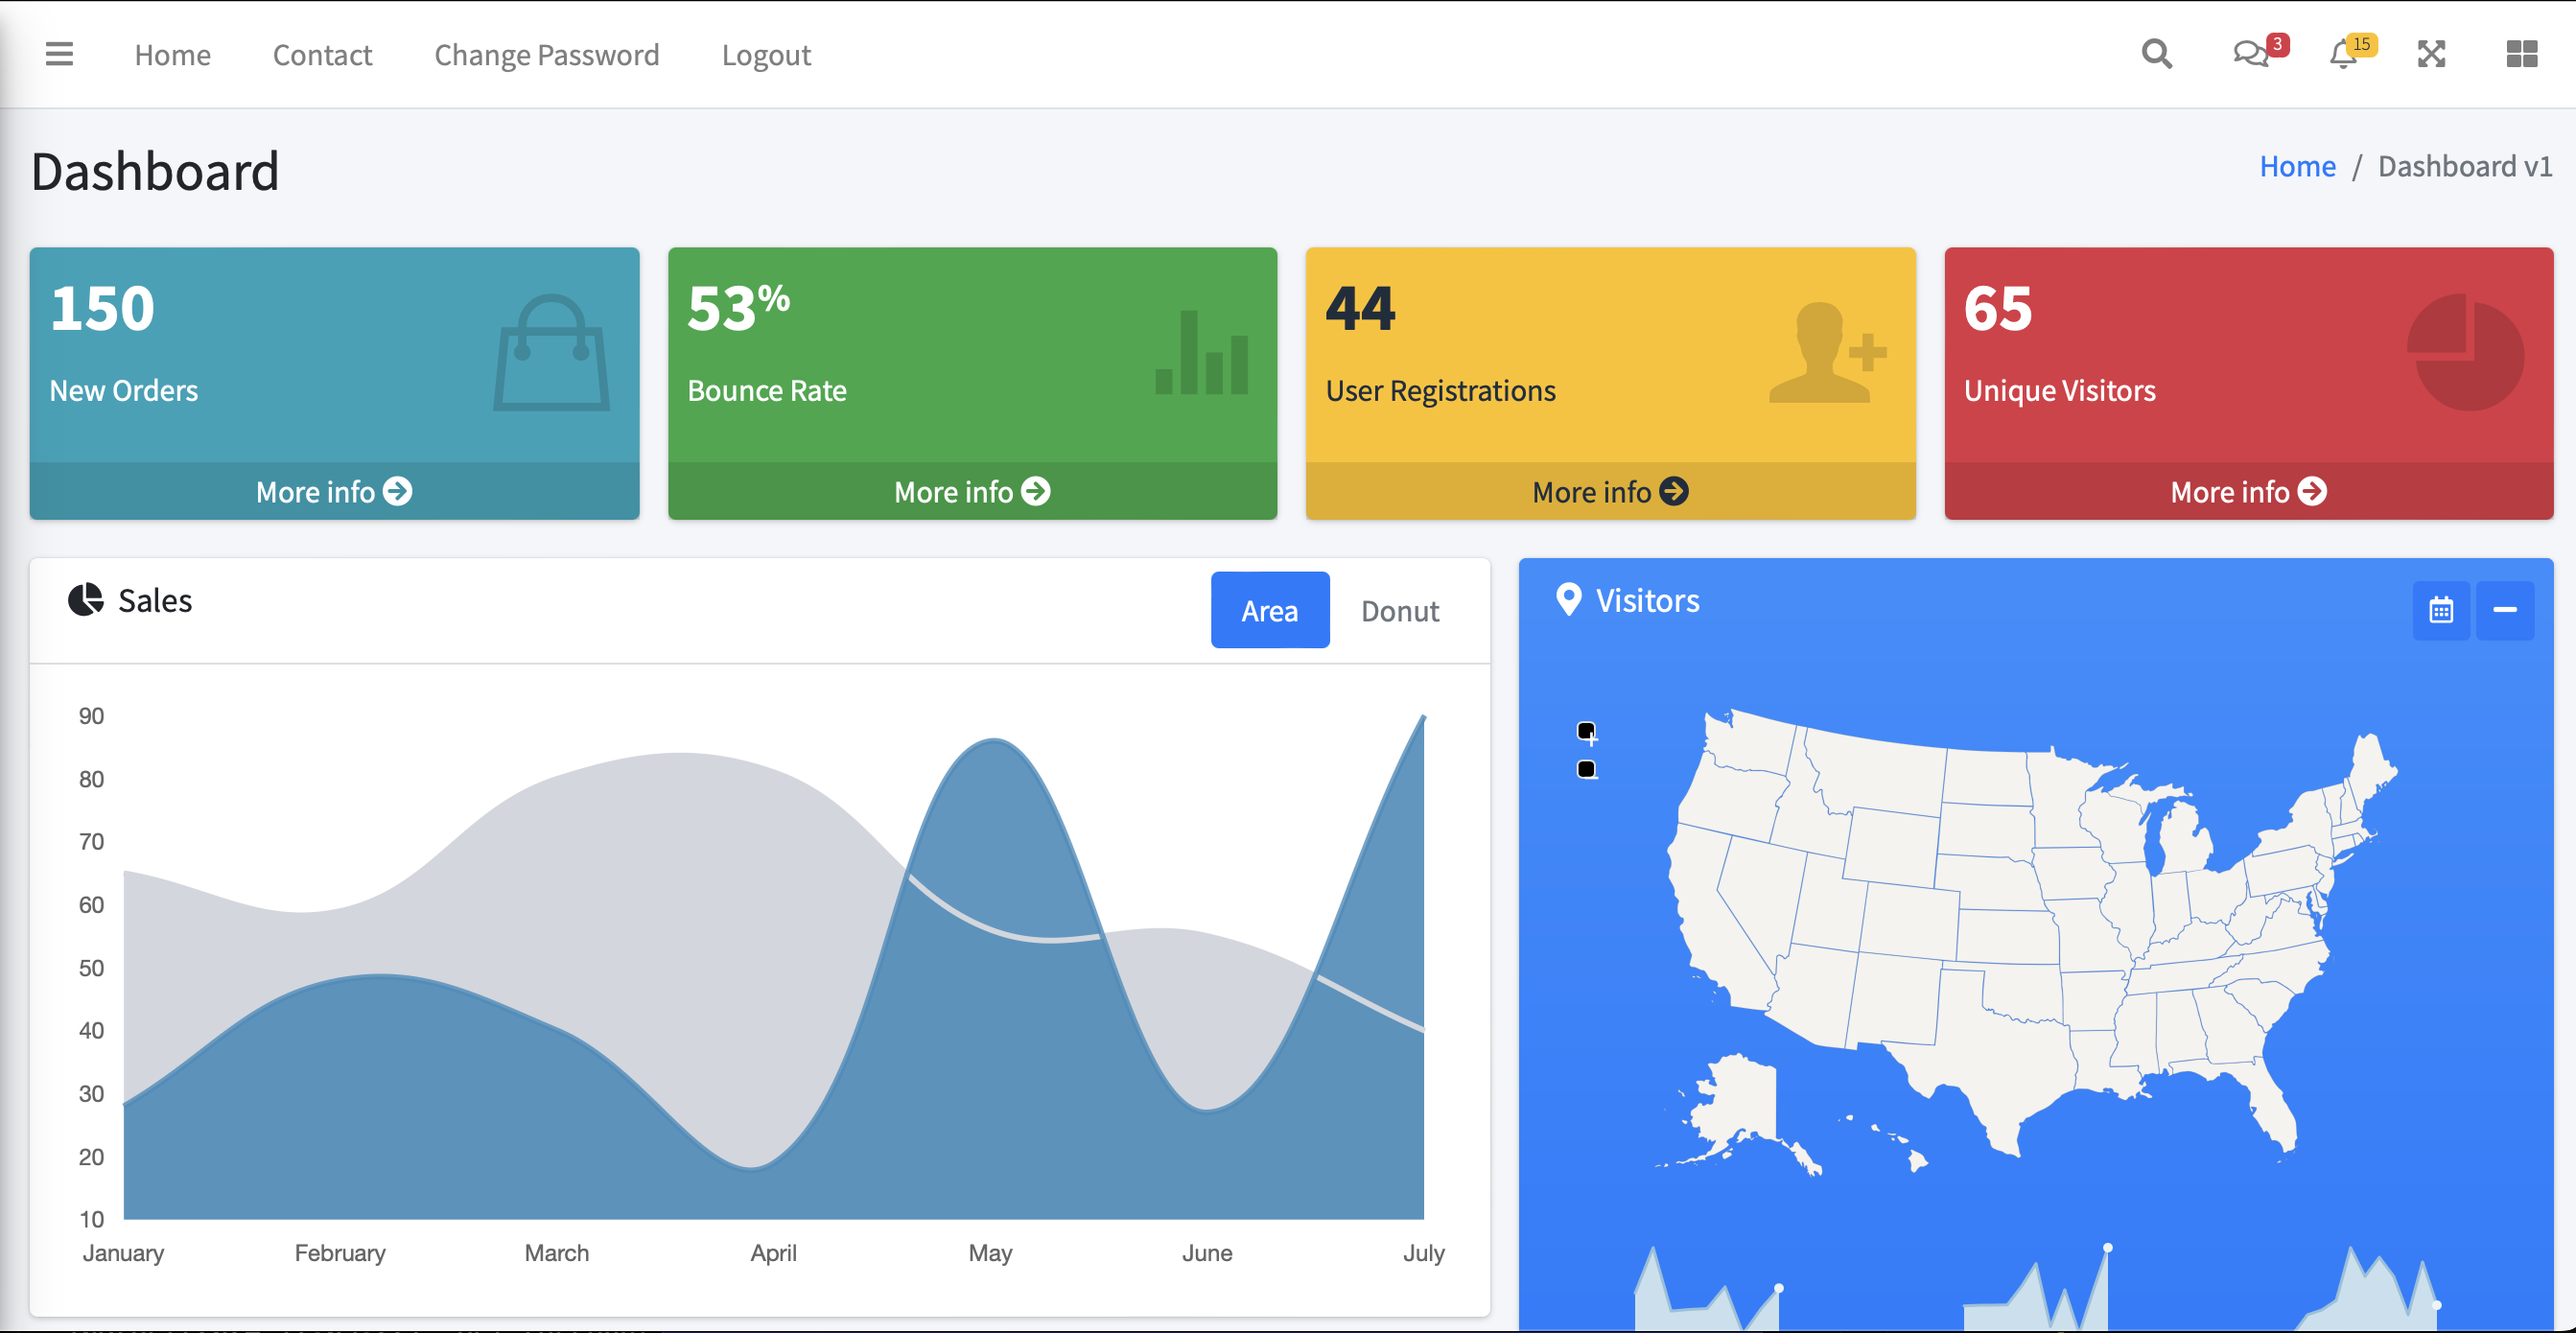 Home Contact Change Password Logout 3 15
Dashboard
Home / Dashboard v1
150
New Orders
More info
53%
Bounce Rate
More info
44
User Registrations
More info
65
Unique Visitors
More info
Sales
Area Donut
90
80
70
60
50
40
30
20
10
January February March April May June July
Visitors
+